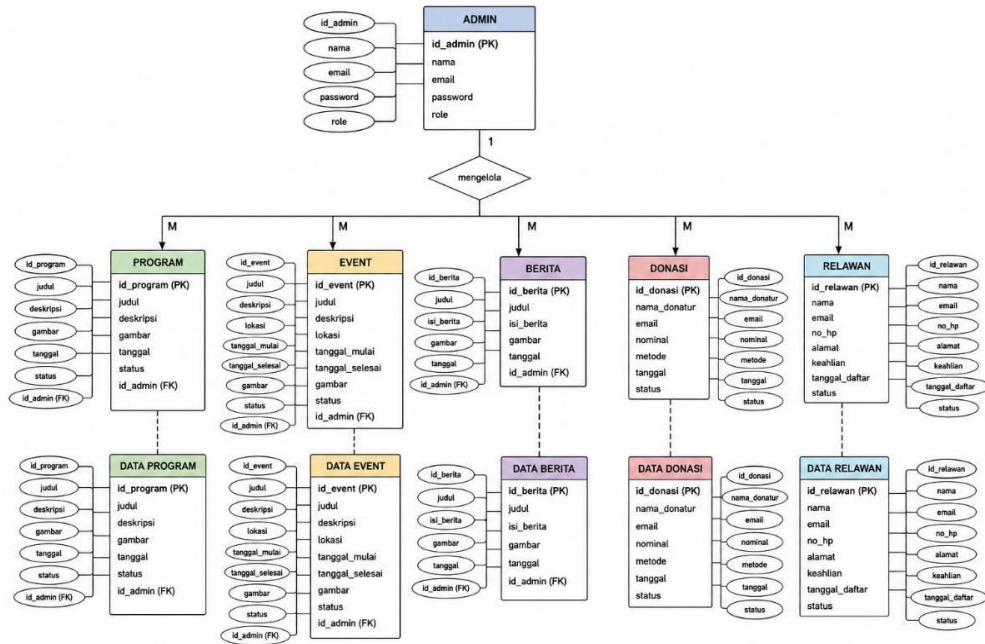 ADMIN
id_admin
nama
email
password
role
id_admin (PK)
nama
email
password
role
1
mengelola
M
M
M
M
M
PROGRAM
id_program
judul
deskripsi
gambar
tanggal
status
id_admin (FK)
id_program (PK)
judul
deskripsi
gambar
tanggal
status
id_admin (FK)
EVENT
id_event
judul
deskripsi
lokasi
tanggal_mulai
tanggal_selesai
gambar
status
id_admin (FK)
id_event (PK)
judul
deskripsi
lokasi
tanggal_mulai
tanggal_selesai
gambar
status
id_admin (FK)
BERITA
id_berita
judul
isi_berita
gambar
tanggal
id_admin (FK)
id_berita (PK)
judul
isi_berita
gambar
tanggal
id_admin (FK)
DONASI
id_donasi (PK)
nama_donatur
email
nominal
metode
tanggal
status
id_donasi
nama_donatur
email
nominal
metode
tanggal
status
RELAWAN
id_relawan (PK)
nama
email
no_hp
alamat
keahlian
tanggal_daftar
status
id_relawan
nama
email
no_hp
alamat
keahlian
tanggal_daftar
status
DATA PROGRAM
id_program
judul
deskripsi
gambar
tanggal
status
id_admin (FK)
id_program (PK)
judul
deskripsi
gambar
tanggal
status
id_admin (FK)
DATA EVENT
id_event
judul
deskripsi
lokasi
tanggal_mulai
tanggal_selesai
gambar
status
id_admin (FK)
id_event (PK)
judul
deskripsi
lokasi
tanggal_mulai
tanggal_selesai
gambar
status
id_admin (FK)
DATA BERITA
id_berita
judul
isi_berita
gambar
tanggal
id_admin (FK)
id_berita (PK)
judul
isi_berita
gambar
tanggal
id_admin (FK)
DATA DONASI
id_donasi (PK)
nama_donatur
email
nominal
metode
tanggal
status
id_donasi
nama_donatur
email
nominal
metode
tanggal
status
DATA RELAWAN
id_relawan (PK)
nama
email
no_hp
alamat
keahlian
tanggal_daftar
status
id_relawan
nama
email
no_hp
alamat
keahlian
tanggal_daftar
status